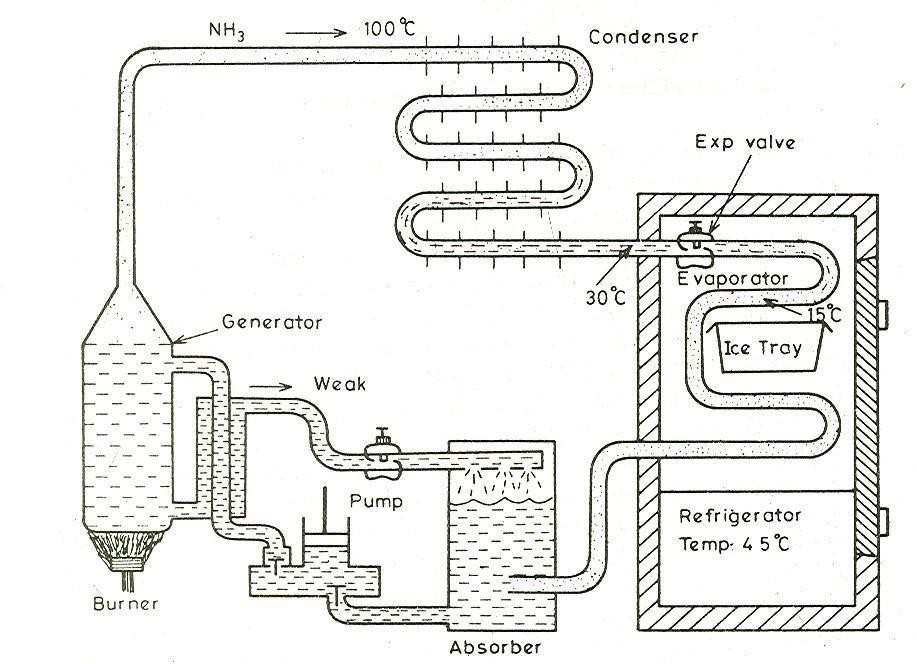 NH3 → 100°C
Condenser
Exp valve
30°C
Evaporator
15°C
Ice Tray
Generator
→ Weak
Pump
Refrigerator
Temp- 4 5°C
Burner
Absorber